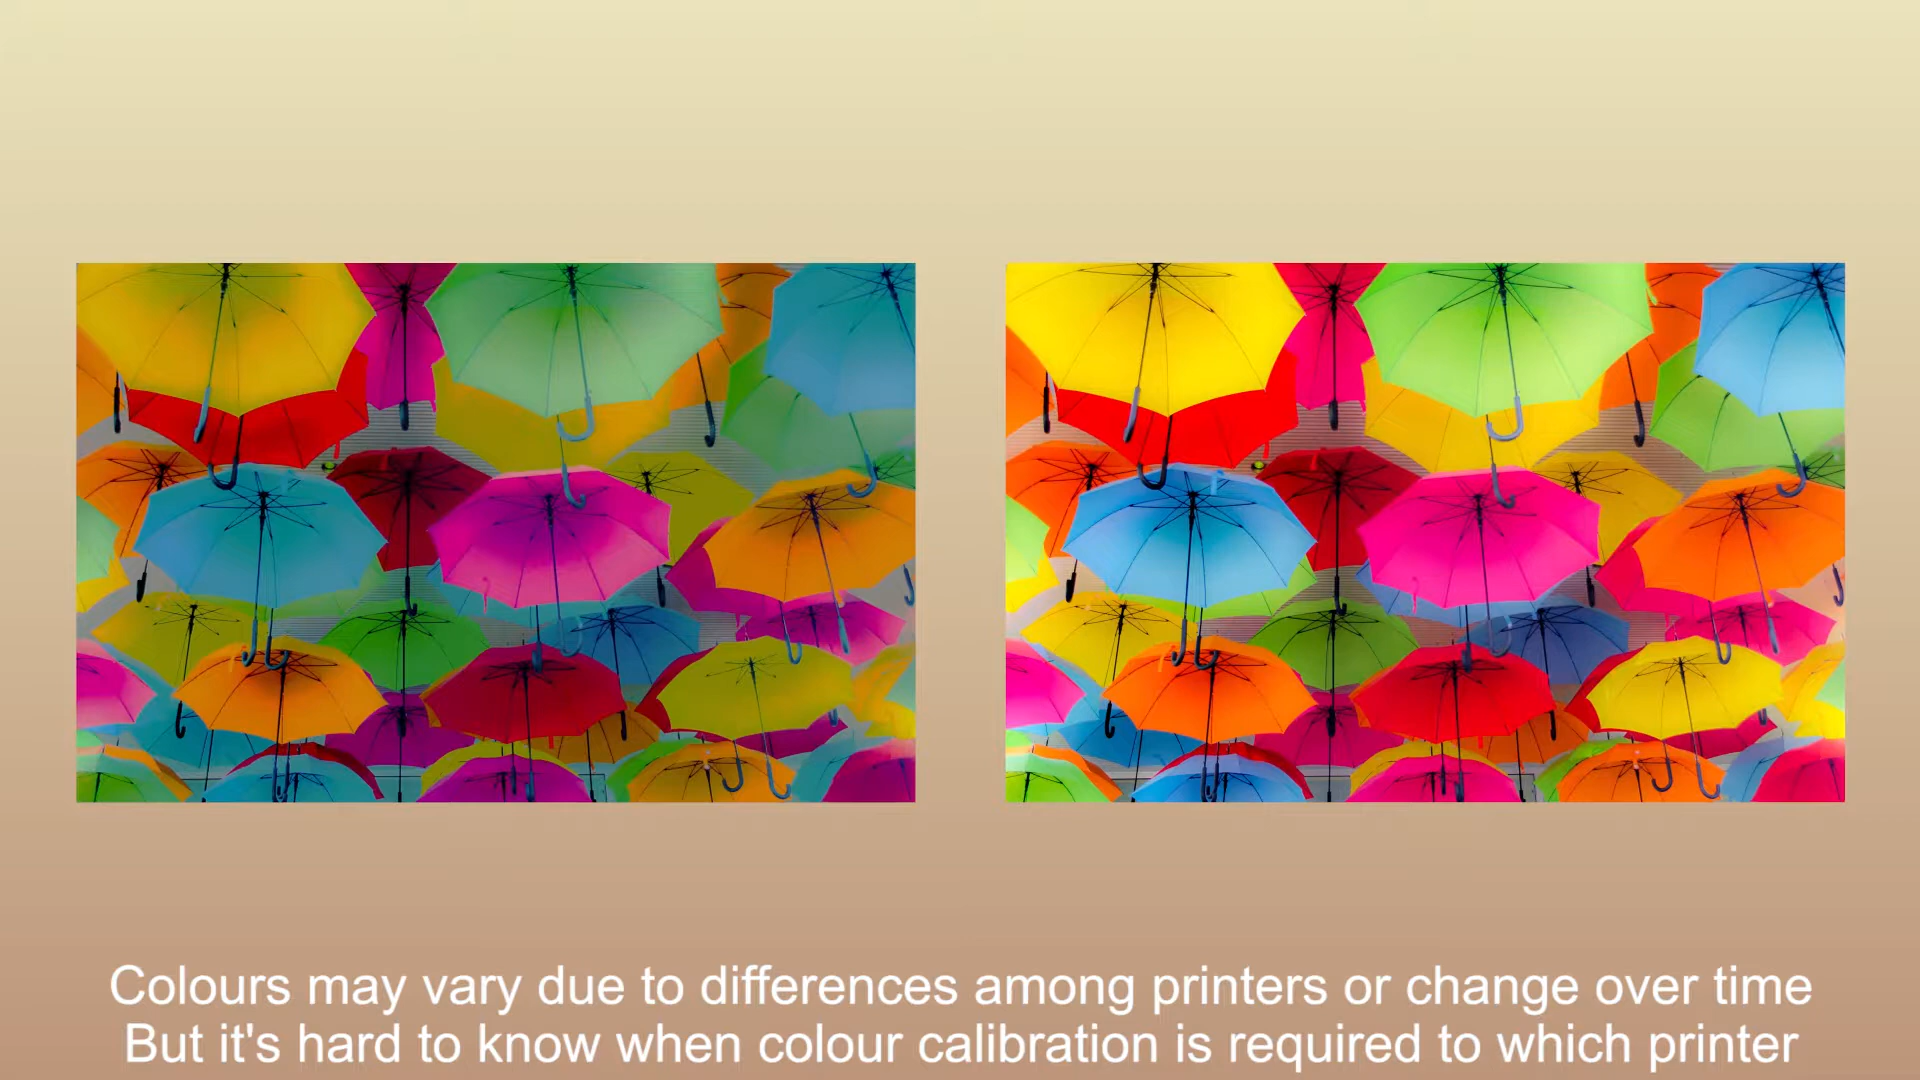 Colours may vary due to differences among printers or change over time
But it's hard to know when colour calibration is required to which printer